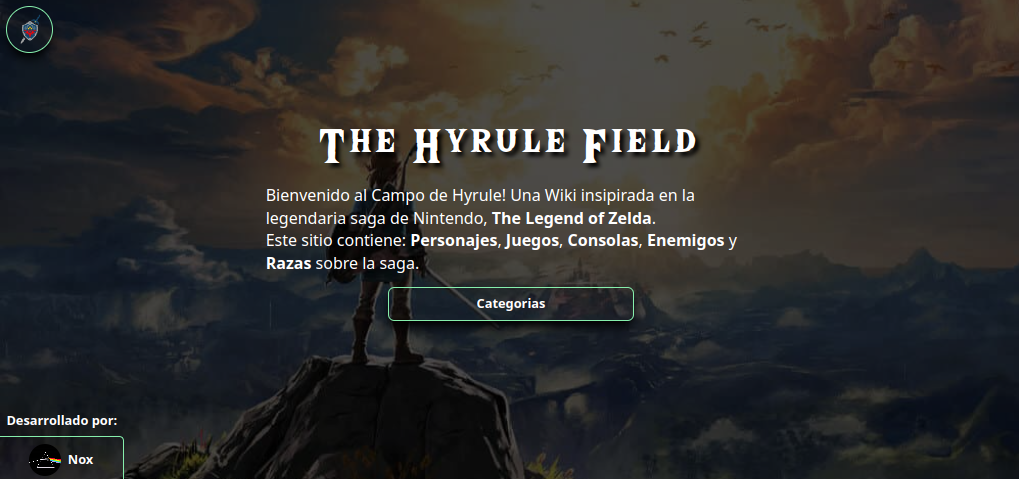 The Hyrule Field
Bienvenido al Campo de Hyrule! Una Wiki insipirada en la
legendaria saga de Nintendo, The Legend of Zelda.
Este sitio contiene: Personajes, Juegos, Consolas, Enemigos y
Razas sobre la saga.
Categorias
Desarrollado por:
Nox